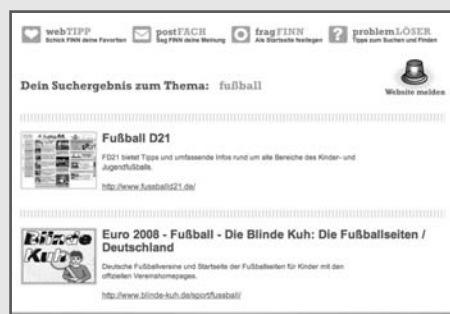 webTIPP
Schick FINN deine Favoriten
postFACH
Sag FINN deine Meinung
frag FINN
Als Startseite festlegen
problemLÖSER
Tipps zum Suchen und Finden
Dein Suchergebnis zum Thema: fußball
Website melden
Fußball D21
FD21 bietet Tipps und umfassende Infos rund um alle Bereiche des Kinder- und
Jugendfußballs.
http://www.fussballd21.de/
Blinde
Kuh
Euro 2008 - Fußball - Die Blinde Kuh: Die Fußballseiten /
Deutschland
Deutsche Fußballvereine und Startseite der Fußballseiten für Kinder mit den
offiziellen Vereinshomepages.
http://www.blinde-kuh.de/sport/fussball/